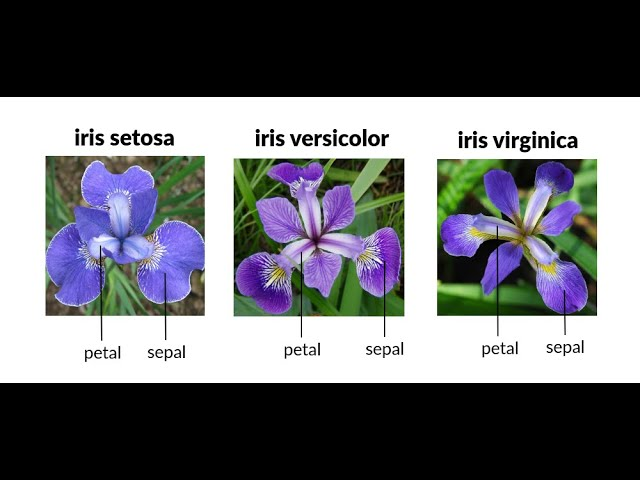 iris setosa
iris versicolor
iris virginica
petal
sepal
petal
sepal
petal
sepal